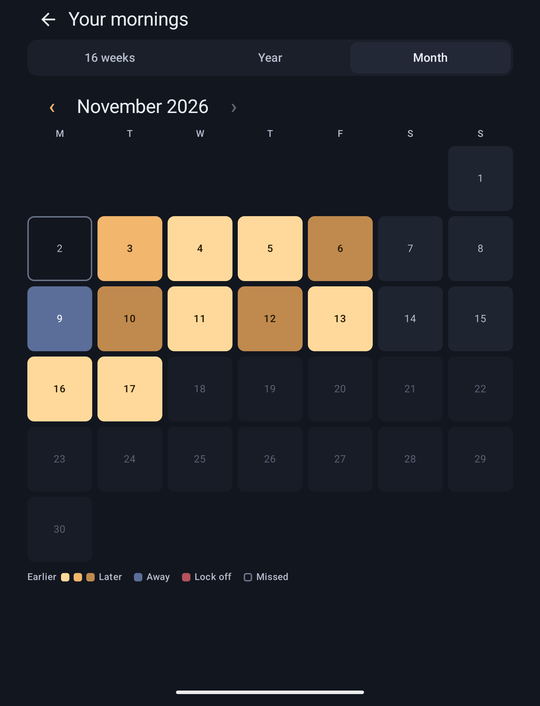 Your mornings
16 weeks Year Month
‹ November 2026 ›
M T W T F S S
1
2 3 4 5 6 7 8
9 10 11 12 13 14 15
16 17 18 19 20 21 22
23 24 25 26 27 28 29
30
Earlier Later Away Lock off Missed